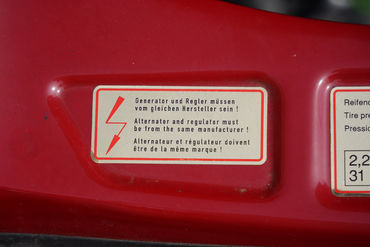 Generator und Regler müssen
vom gleichen Hersteller sein !
Alternator and regulator must
be from the same manufacturer !
Alternateur et régulateur doivent
être de la même marque !
Reifen
Tire pre
Pressi
2,2
31